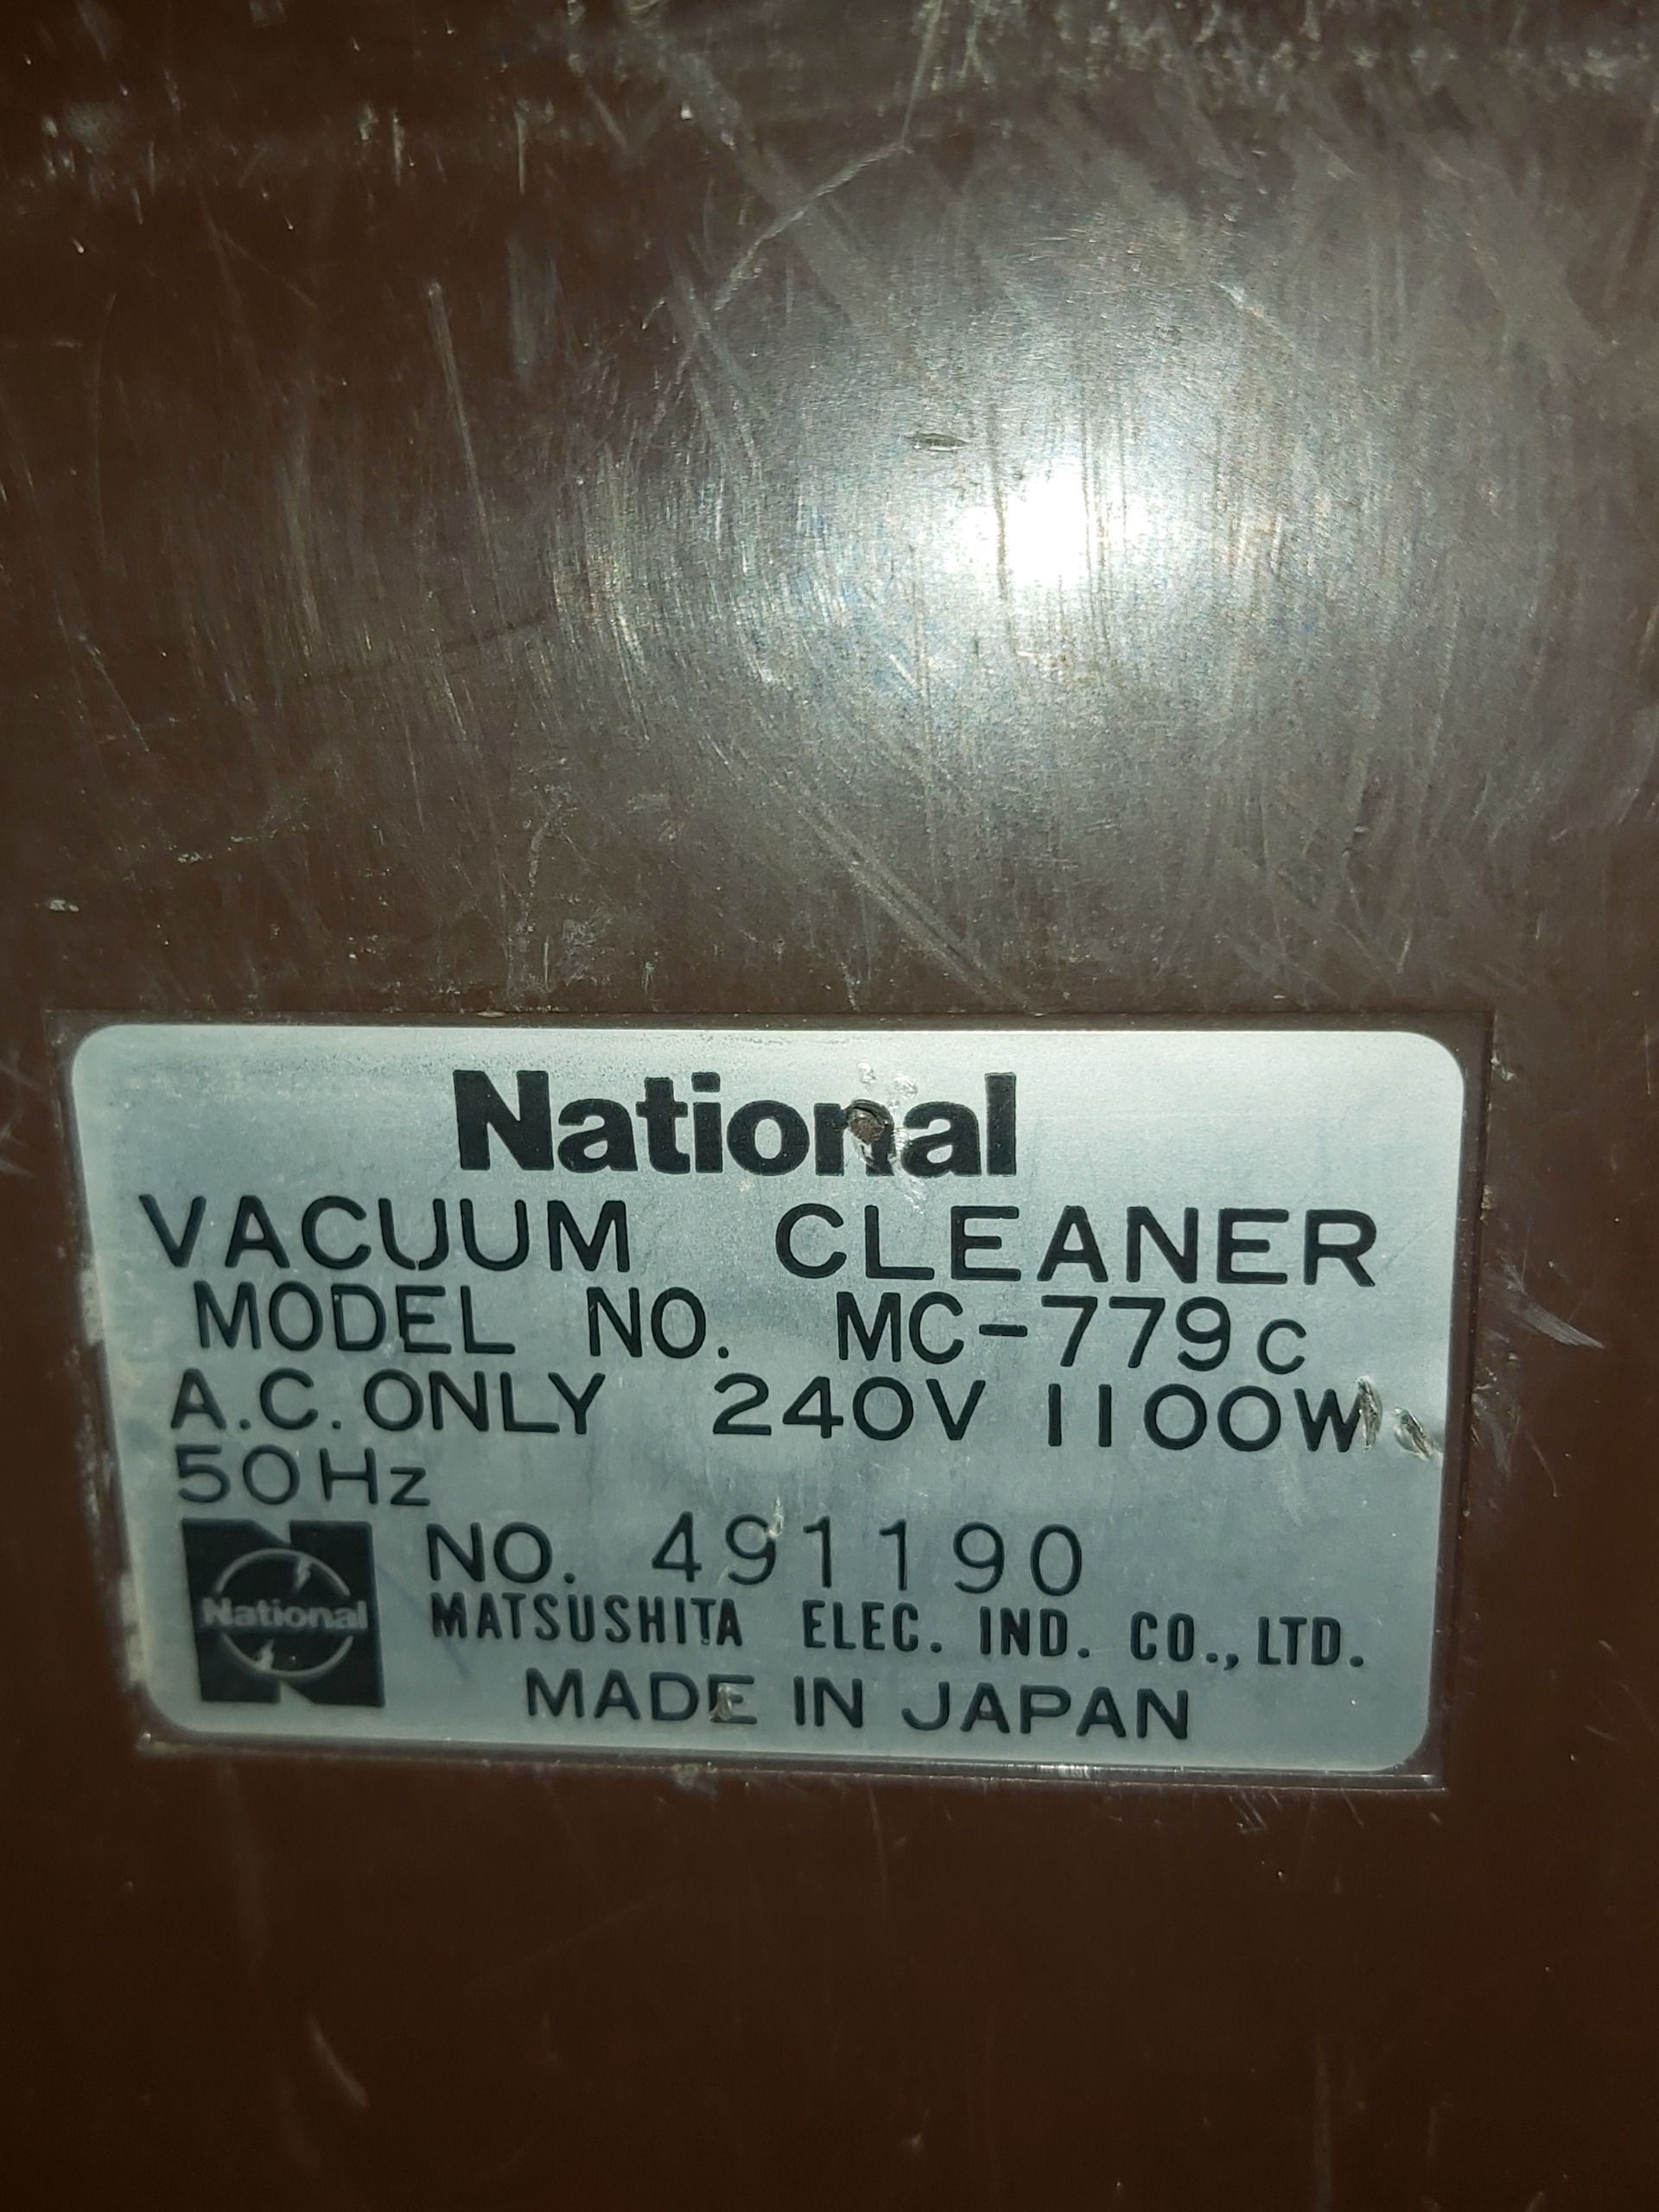 National
VACUUM CLEANER
MODEL NO. MC-779C
A.C. ONLY 240V 1100W
50Hz
National
NO. 491190
MATSUSHITA ELEC. IND. CO., LTD.
MADE IN JAPAN